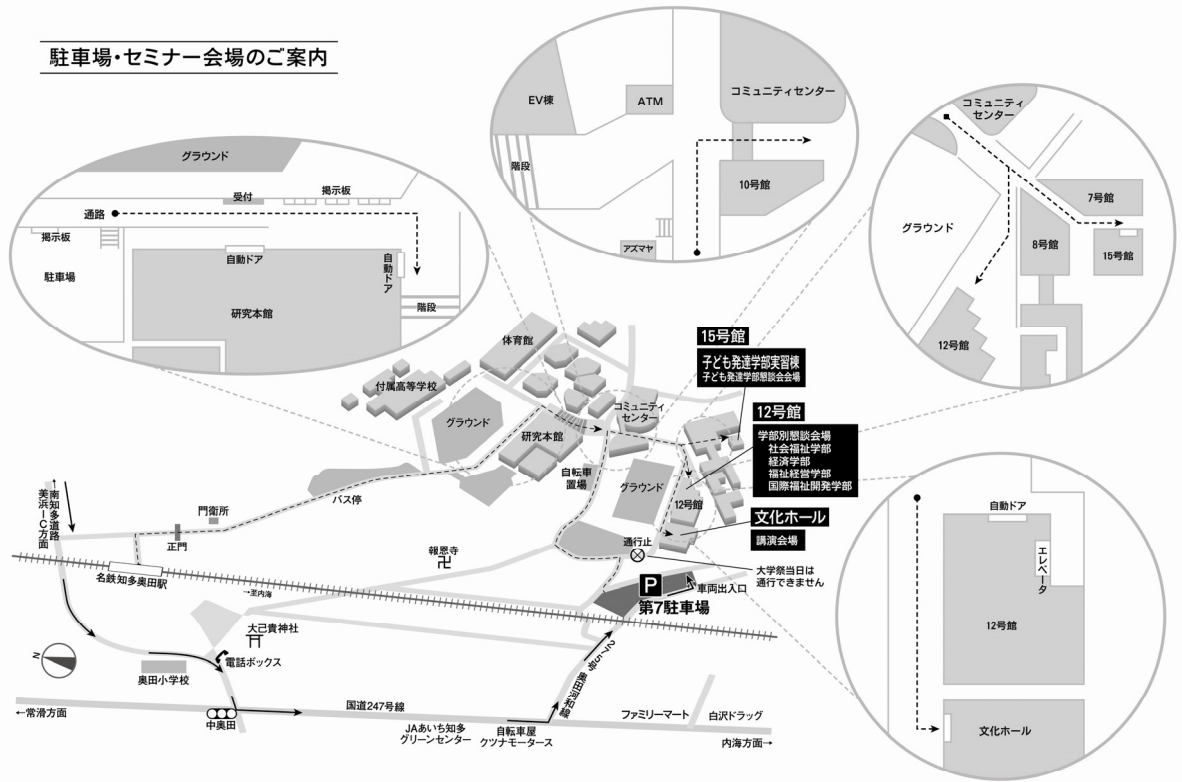 駐車場・セミナー会場のご案内
グラウンド
受付
掲示板
通路
掲示板
駐車場
自動ドア
自動ドア
研究本館
階段
EV棟
ATM
コミュニティセンター
階段
10号館
アズマヤ
コミュニティ
センター
グラウンド
7号館
8号館
15号館
12号館
体育館
付属高等学校
グラウンド
研究本館
コミュニティ
センター
自転車
置場
グラウンド
12号館
15号館
子ども発達学部実習棟
子ども発達学部懇談会会場
12号館
学部別懇談会場
社会福祉学部
経済学部
福祉経営学部
国際福祉開発学部
文化ホール
講演会場
通行止
大学祭当日は
通行できません
P
車両出入口
第7駐車場
バス停
門衛所
正門
南知多道路
美浜IC方面
名鉄知多奥田駅
→至内海
報恩寺
卍
大己貴神社
電話ボックス
奥田小学校
N
中奥田
←常滑方面
国道247号線
JAあいち知多
グリーンセンター
自転車屋
クツナモータース
275号 奥田河和線
ファミリーマート
白沢ドラッグ
内海方面→
自動ドア
エレベータ
12号館
文化ホール